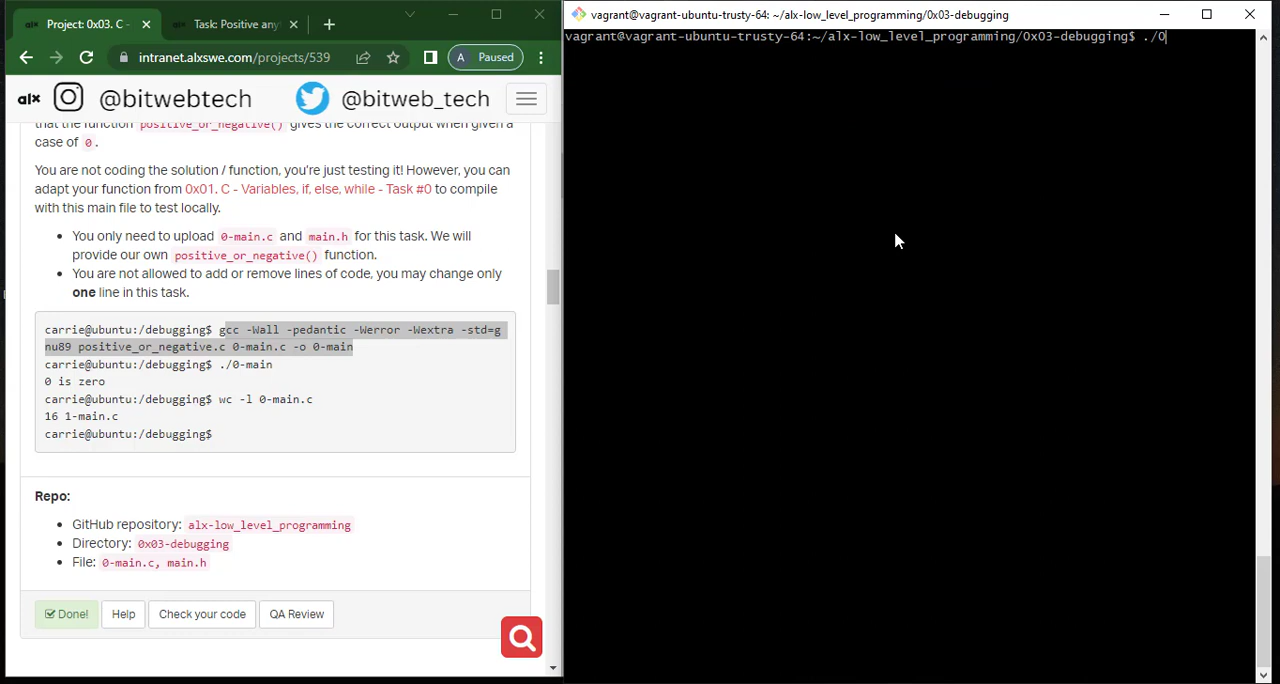 Project: 0x03. C -
Task: Positive any
intranet.alxswe.com/projects/539
A Paused
alx @bitwebtech @bitweb_tech
that the function positive_or_negative() gives the correct output when given a
case of 0.
You are not coding the solution / function, you're just testing it! However, you can
adapt your function from 0x01. C - Variables, if, else, while - Task #0 to compile
with this main file to test locally.
• You only need to upload 0-main.c and main.h for this task. We will
provide our own positive_or_negative() function.
• You are not allowed to add or remove lines of code, you may change only
one line in this task.
carrie@ubuntu:/debugging$ gcc -Wall -pedantic -Werror -Wextra -std=g
nu89 positive_or_negative.c 0-main.c -o 0-main
carrie@ubuntu:/debugging$ ./0-main
0 is zero
carrie@ubuntu:/debugging$ wc -l 0-main.c
16 1-main.c
carrie@ubuntu:/debugging$
Repo:
• GitHub repository: alx-low_level_programming
• Directory: 0x03-debugging
• File: 0-main.c, main.h
Done! Help Check your code QA Review
vagrant@vagrant-ubuntu-trusty-64: ~/alx-low_level_programming/0x03-debugging
vagrant@vagrant-ubuntu-trusty-64:~/alx-low_level_programming/0x03-debugging$ ./0